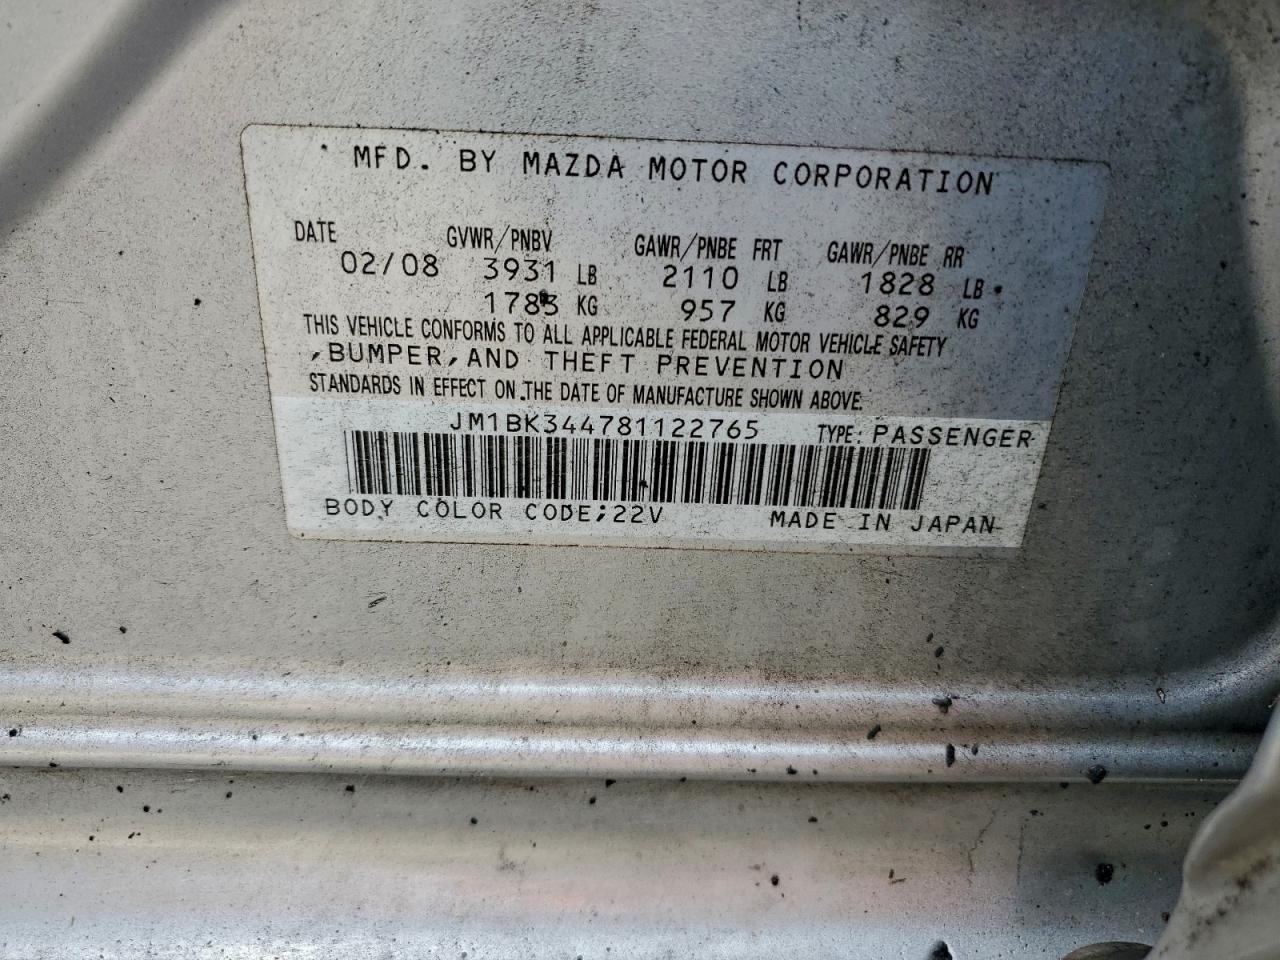 MFD. BY MAZDA MOTOR CORPORATION
DATE GVWR/PNBV GAWR/PNBE FRT GAWR/PNBE RR
02/08 3931 LB 2110 LB 1828 LB
1783 KG 957 KG 829 KG
THIS VEHICLE CONFORMS TO ALL APPLICABLE FEDERAL MOTOR VEHICLE SAFETY
,BUMPER,AND THEFT PREVENTION
STANDARDS IN EFFECT ON THE DATE OF MANUFACTURE SHOWN ABOVE.
JM1BK344781122765 TYPE: PASSENGER
BODY COLOR CODE;22V MADE IN JAPAN